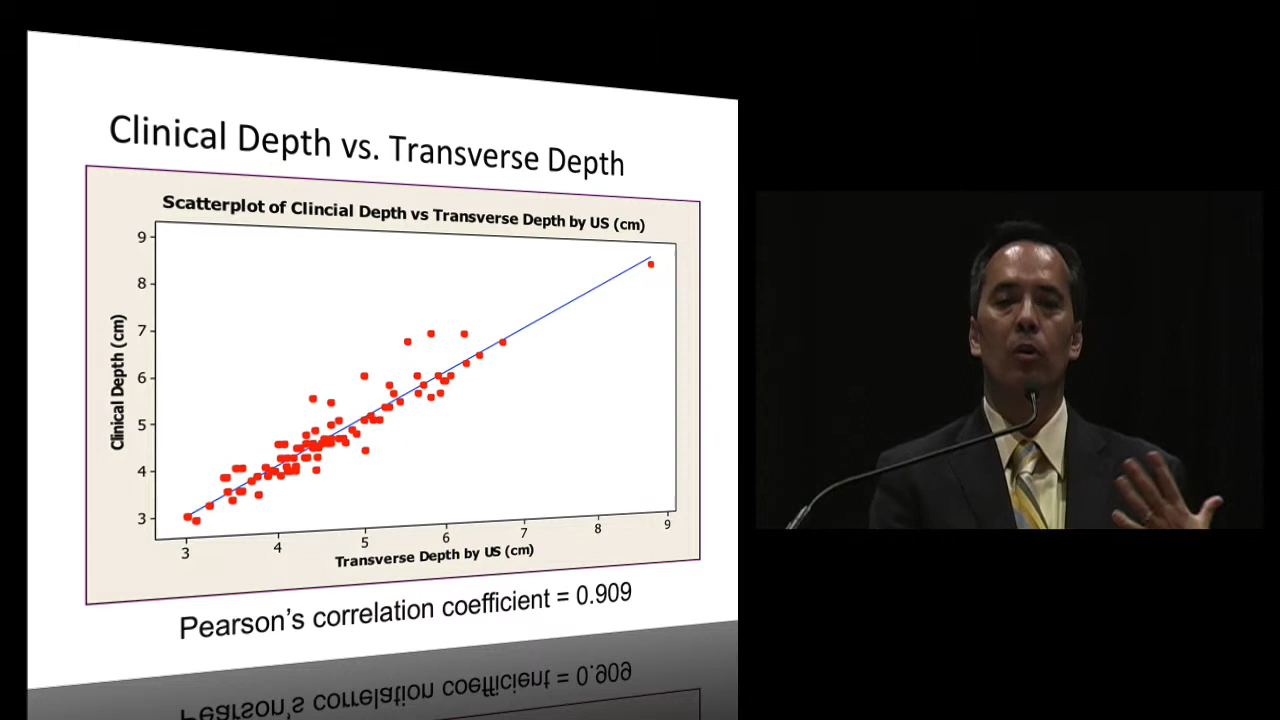 Clinical Depth vs. Transverse Depth
Scatterplot of Clincial Depth vs Transverse Depth by US (cm)
Clinical Depth (cm)
9
8
7
6
5
4
3
3 4 5 6 7 8 9
Transverse Depth by US (cm)
Pearson's correlation coefficient = 0.909
Pearson's correlation coefficient = 0.909